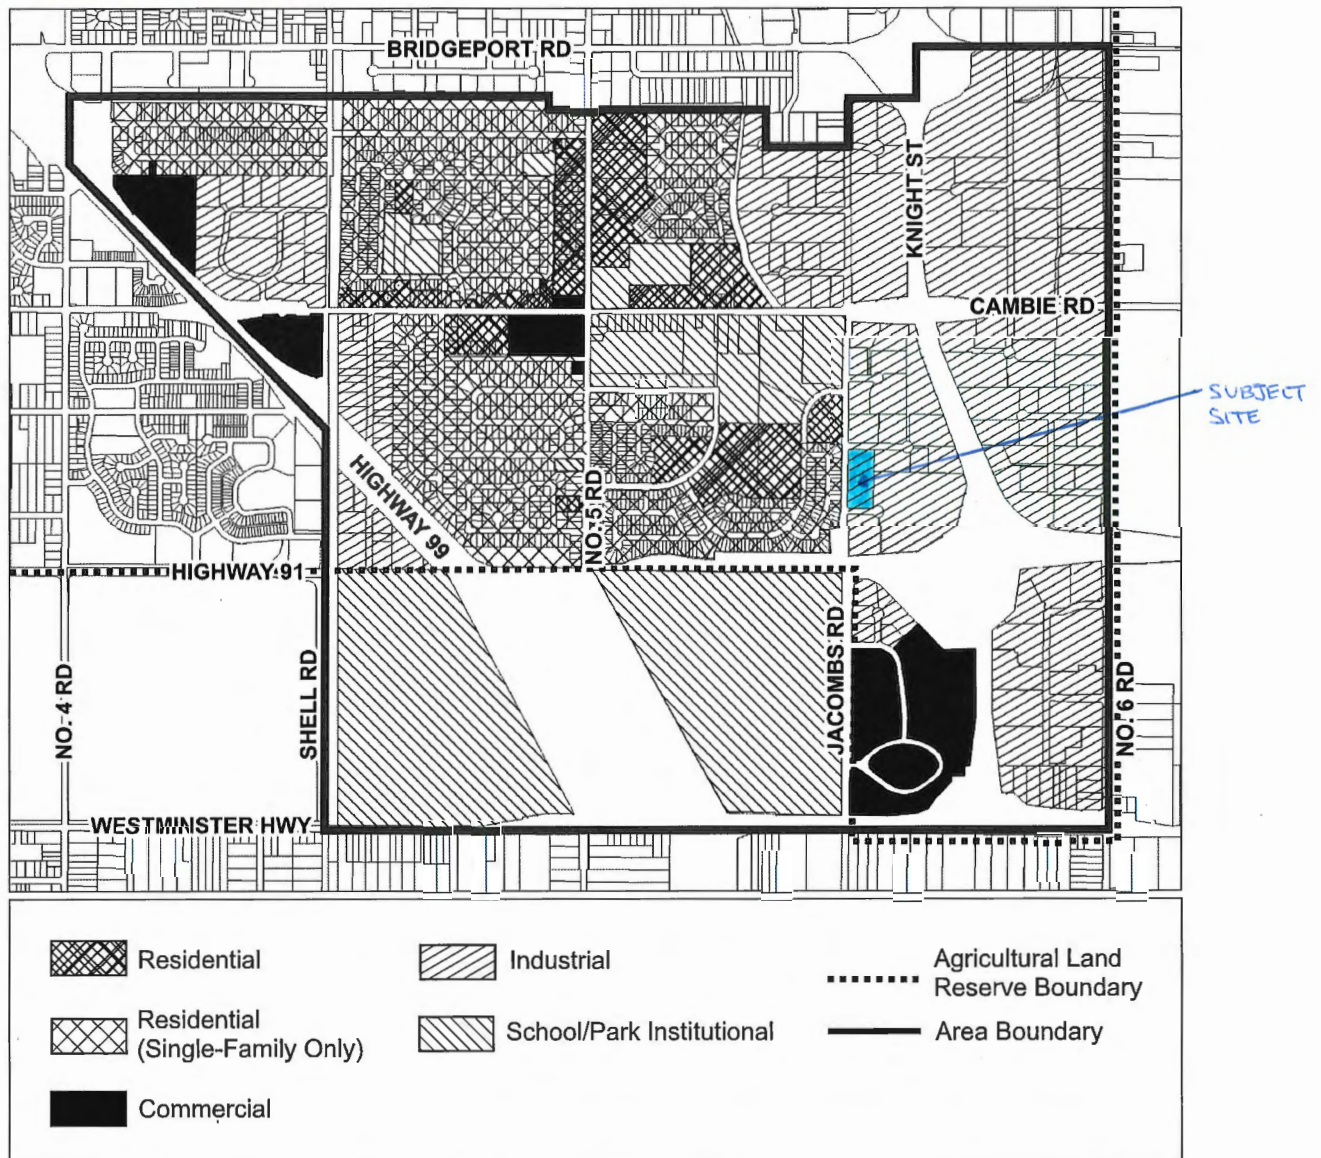 BRIDGEPORT RD
KNIGHT ST
CAMBIE RD
SUBJECT
SITE
HIGHWAY 99
NO. 5 RD
HIGHWAY 91
NO. 4 RD
SHELL RD
JACOMBS RD
NO. 6 RD
WESTMINSTER HWY
Residential
Industrial
Agricultural Land
Reserve Boundary
Residential
(Single-Family Only)
School/Park Institutional
Area Boundary
Commercial